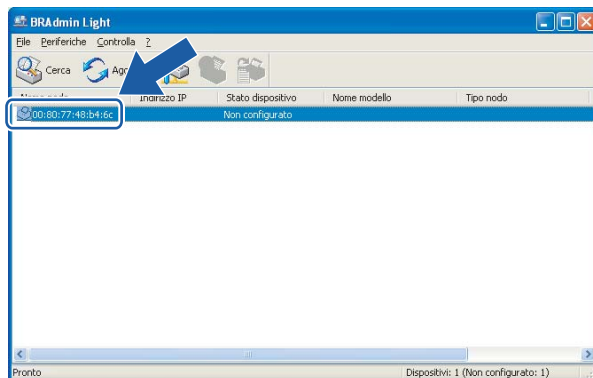 BRAdmin Light
File Periferiche Controlla ?
Cerca
Indirizzo IP Stato dispositivo Nome modello Tipo nodo
00:80:77:48:b4:6c Non configurato
Pronto Dispositivi: 1 (Non configurato: 1)